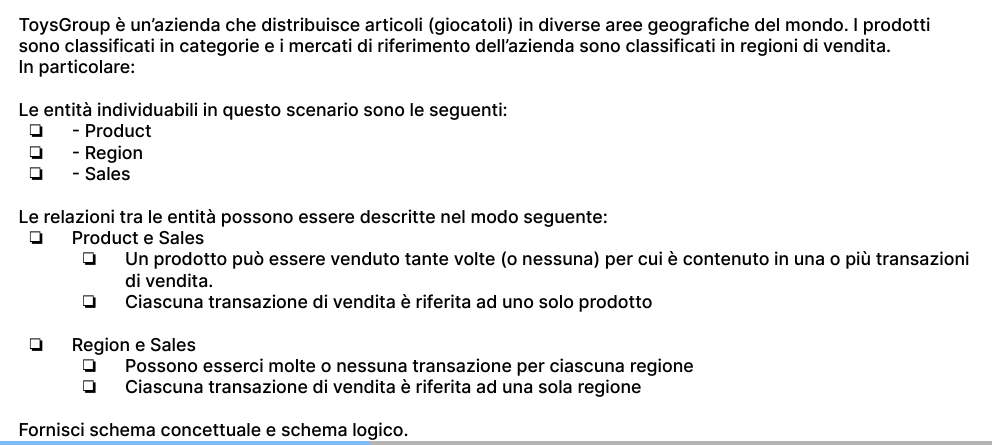 ToysGroup è un’azienda che distribuisce articoli (giocatoli) in diverse aree geografiche del mondo. I prodotti
sono classificati in categorie e i mercati di riferimento dell’azienda sono classificati in regioni di vendita.
In particolare:
Le entità individuabili in questo scenario sono le seguenti:
❏ - Product
❏ - Region
❏ - Sales
Le relazioni tra le entità possono essere descritte nel modo seguente:
❏ Product e Sales
❏ Un prodotto può essere venduto tante volte (o nessuna) per cui è contenuto in una o più transazioni
di vendita.
❏ Ciascuna transazione di vendita è riferita ad uno solo prodotto
❏ Region e Sales
❏ Possono esserci molte o nessuna transazione per ciascuna regione
❏ Ciascuna transazione di vendita è riferita ad una sola regione
Fornisci schema concettuale e schema logico.